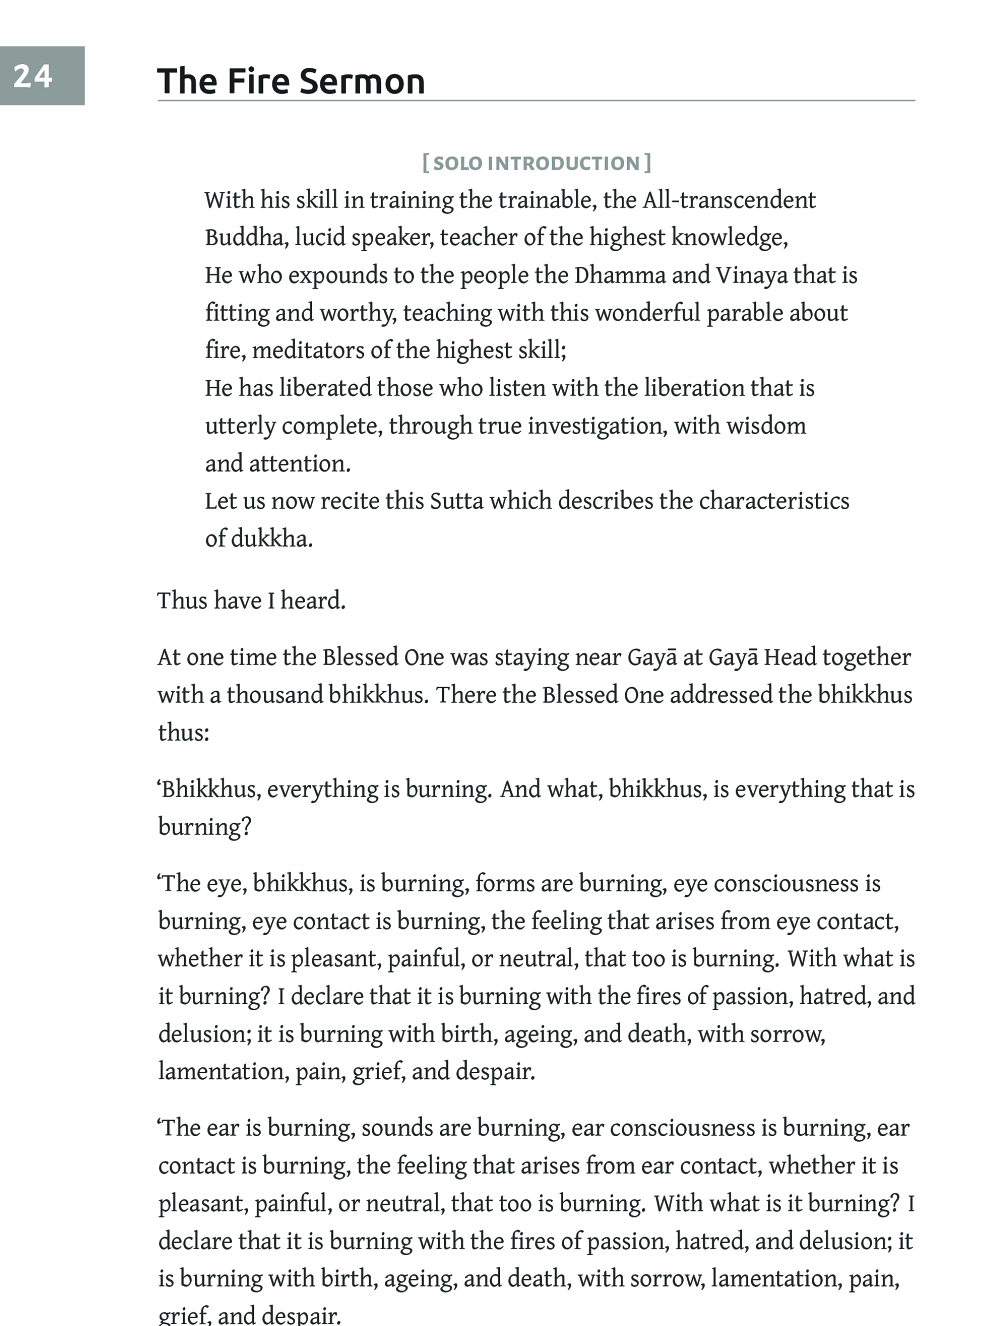 24
The Fire Sermon
[ SOLO INTRODUCTION ]
With his skill in training the trainable, the All-transcendent
Buddha, lucid speaker, teacher of the highest knowledge,
He who expounds to the people the Dhamma and Vinaya that is
fitting and worthy, teaching with this wonderful parable about
fire, meditators of the highest skill;
He has liberated those who listen with the liberation that is
utterly complete, through true investigation, with wisdom
and attention.
Let us now recite this Sutta which describes the characteristics
of dukkha.
Thus have I heard.
At one time the Blessed One was staying near Gayā at Gayā Head together
with a thousand bhikkhus. There the Blessed One addressed the bhikkhus
thus:
‘Bhikkhus, everything is burning. And what, bhikkhus, is everything that is
burning?
‘The eye, bhikkhus, is burning, forms are burning, eye consciousness is
burning, eye contact is burning, the feeling that arises from eye contact,
whether it is pleasant, painful, or neutral, that too is burning. With what is
it burning? I declare that it is burning with the fires of passion, hatred, and
delusion; it is burning with birth, ageing, and death, with sorrow,
lamentation, pain, grief, and despair.
‘The ear is burning, sounds are burning, ear consciousness is burning, ear
contact is burning, the feeling that arises from ear contact, whether it is
pleasant, painful, or neutral, that too is burning. With what is it burning? I
declare that it is burning with the fires of passion, hatred, and delusion; it
is burning with birth, ageing, and death, with sorrow, lamentation, pain,
grief, and despair.